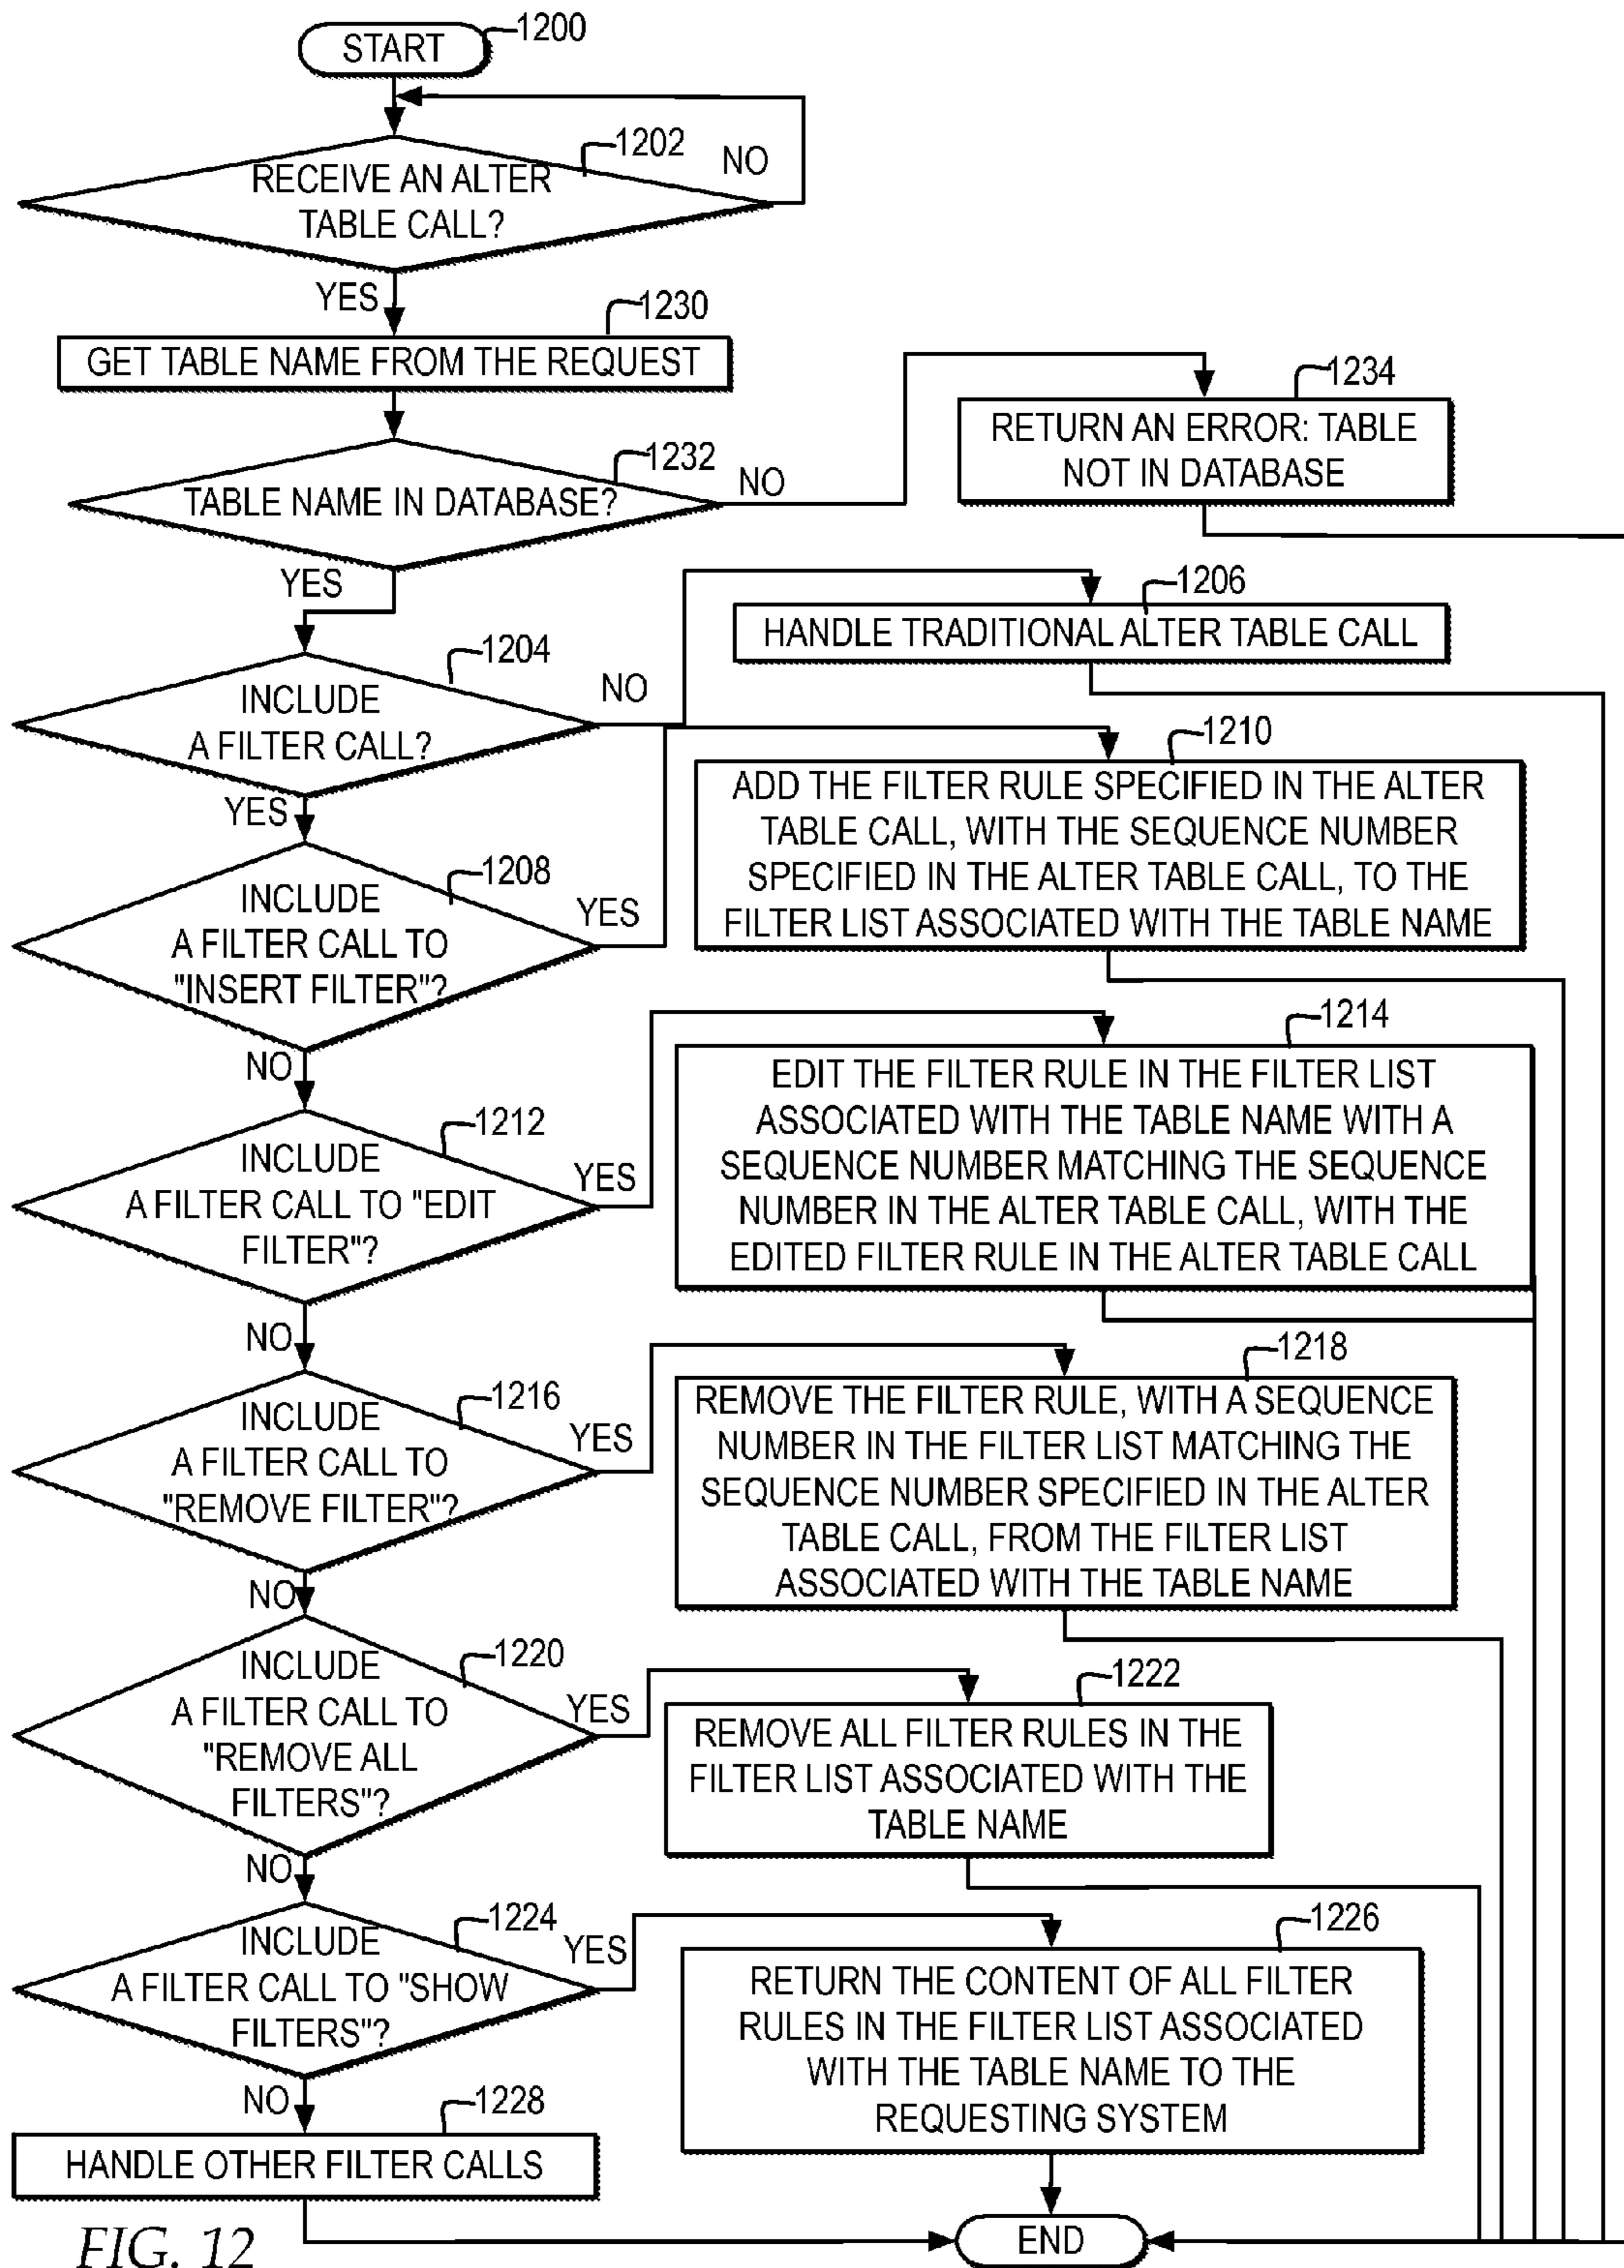 START
1200
1202
NO
RECEIVE AN ALTER
TABLE CALL?
YES
1230
GET TABLE NAME FROM THE REQUEST
1232
TABLE NAME IN DATABASE?
NO
1234
RETURN AN ERROR: TABLE
NOT IN DATABASE
YES
1206
HANDLE TRADITIONAL ALTER TABLE CALL
1204
INCLUDE
A FILTER CALL?
NO
YES
1210
ADD THE FILTER RULE SPECIFIED IN THE ALTER
TABLE CALL, WITH THE SEQUENCE NUMBER
SPECIFIED IN THE ALTER TABLE CALL, TO THE
FILTER LIST ASSOCIATED WITH THE TABLE NAME
1208
INCLUDE
A FILTER CALL TO
"INSERT FILTER"?
YES
NO
1214
EDIT THE FILTER RULE IN THE FILTER LIST
ASSOCIATED WITH THE TABLE NAME WITH A
SEQUENCE NUMBER MATCHING THE SEQUENCE
NUMBER IN THE ALTER TABLE CALL, WITH THE
EDITED FILTER RULE IN THE ALTER TABLE CALL
1212
INCLUDE
A FILTER CALL TO "EDIT
FILTER"?
YES
NO
1218
REMOVE THE FILTER RULE, WITH A SEQUENCE
NUMBER IN THE FILTER LIST MATCHING THE
SEQUENCE NUMBER SPECIFIED IN THE ALTER
TABLE CALL, FROM THE FILTER LIST
ASSOCIATED WITH THE TABLE NAME
1216
INCLUDE
A FILTER CALL TO
"REMOVE FILTER"?
YES
NO
1220
INCLUDE
A FILTER CALL TO
"REMOVE ALL
FILTERS"?
YES
1222
REMOVE ALL FILTER RULES IN THE
FILTER LIST ASSOCIATED WITH THE
TABLE NAME
NO
1224
INCLUDE
A FILTER CALL TO "SHOW
FILTERS"?
YES
1226
RETURN THE CONTENT OF ALL FILTER
RULES IN THE FILTER LIST ASSOCIATED
WITH THE TABLE NAME TO THE
REQUESTING SYSTEM
NO
1228
HANDLE OTHER FILTER CALLS
END
FIG. 12